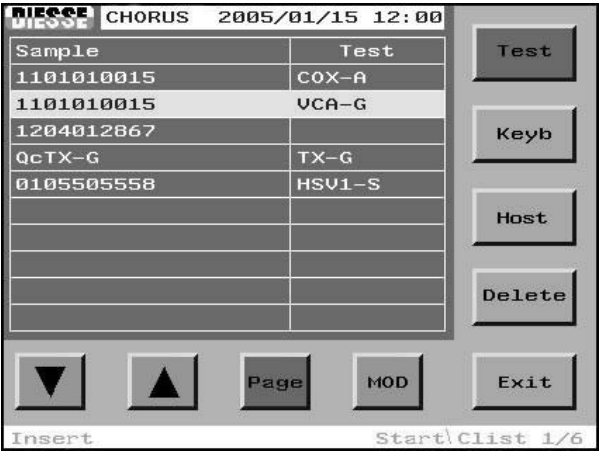 DIESSE CHORUS 2005/01/15 12:00
Sample Test
1101010015 COX-A
1101010015 VCA-G
1204012867
QcTX-G TX-G
0105505558 HSV1-S
Test
Keyb
Host
Delete
Page MOD Exit
Insert Start\Clist 1/6